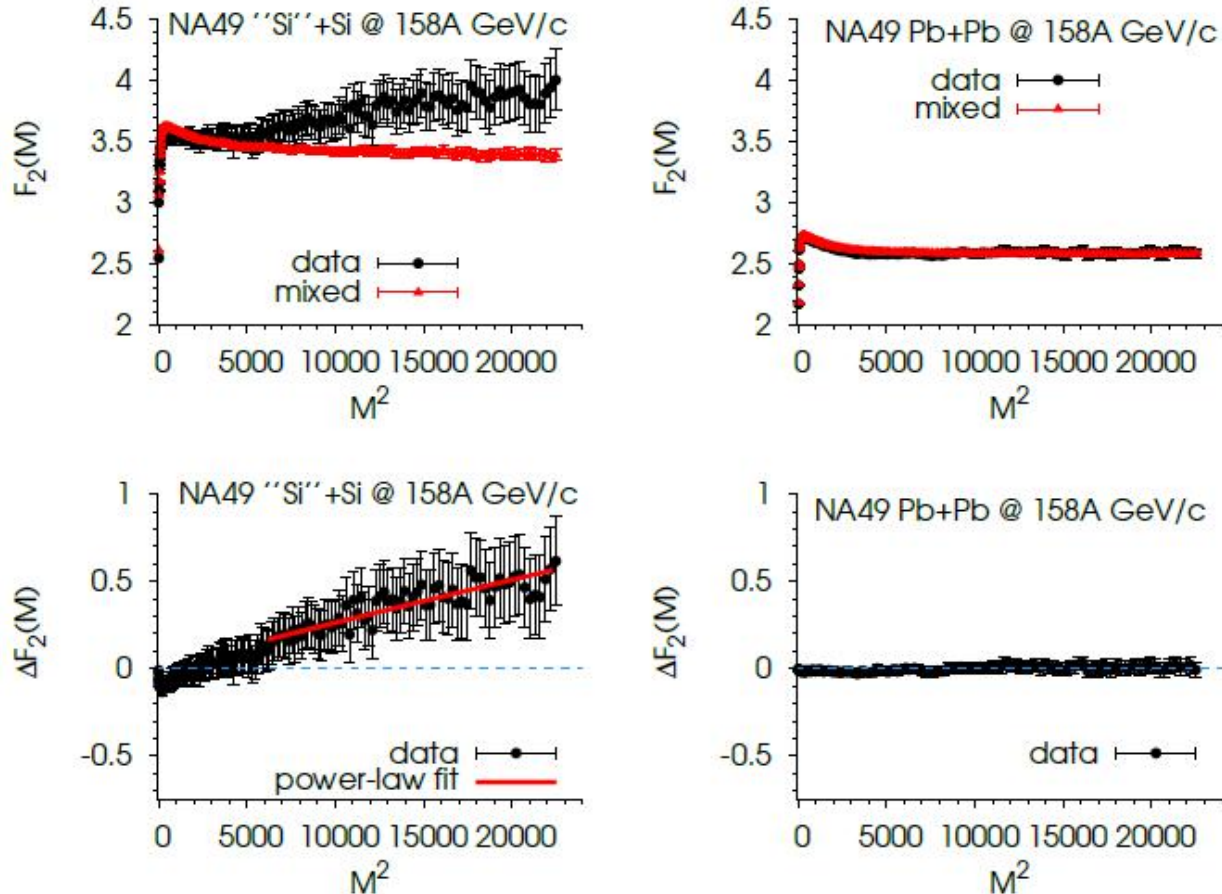 NA49 ''Si''+Si @ 158A GeV/c
4.5
4
3.5
3
2.5
2
F2(M)
data
mixed
0 5000 10000 15000 20000
M²
NA49 Pb+Pb @ 158A GeV/c
4.5
4
3.5
3
2.5
2
F2(M)
data
mixed
0 5000 10000 15000 20000
M²
NA49 ''Si''+Si @ 158A GeV/c
1
0.5
0
-0.5
ΔF2(M)
data
power-law fit
0 5000 10000 15000 20000
M²
NA49 Pb+Pb @ 158A GeV/c
1
0.5
0
-0.5
ΔF2(M)
data
0 5000 10000 15000 20000
M²